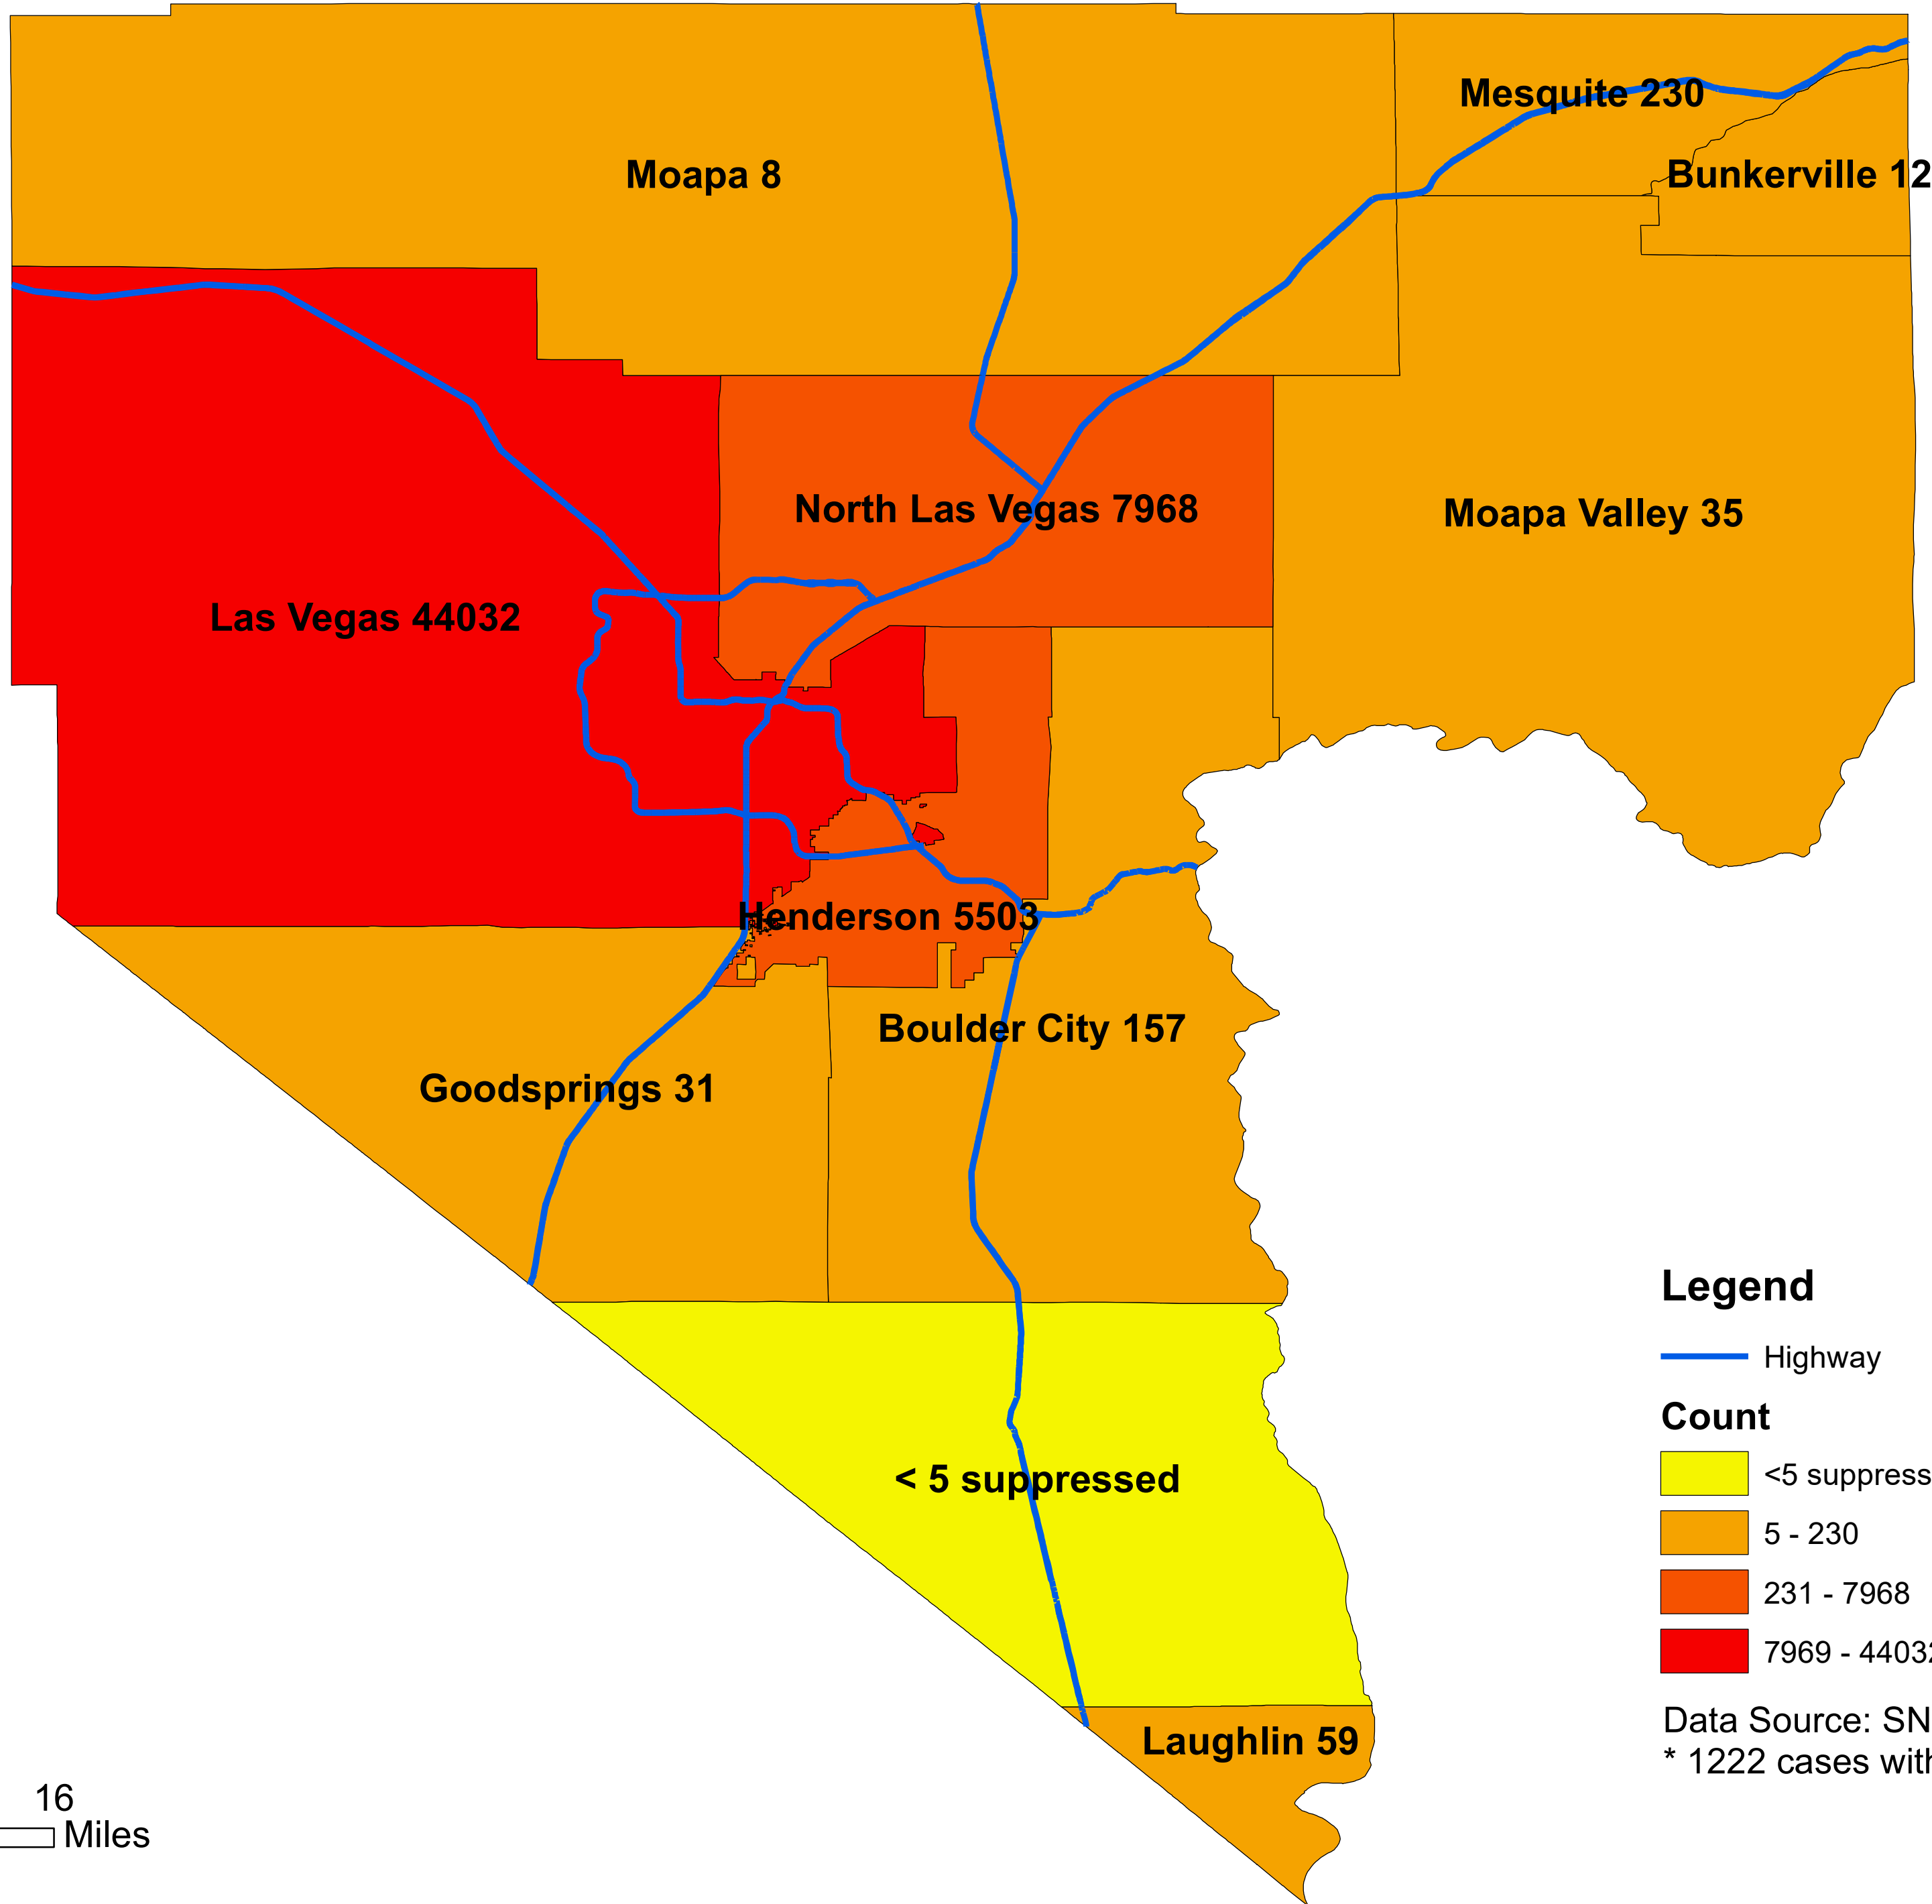 Mesquite 230
Moapa 8
Bunkerville 12
North Las Vegas 7968
Moapa Valley 35
Las Vegas 44032
Henderson 5503
Boulder City 157
Goodsprings 31
< 5 suppressed
Laughlin 59
Legend
Highway
Count
<5 suppress
5 - 230
231 - 7968
7969 - 44032
Data Source: SN
* 1222 cases with
16
Miles